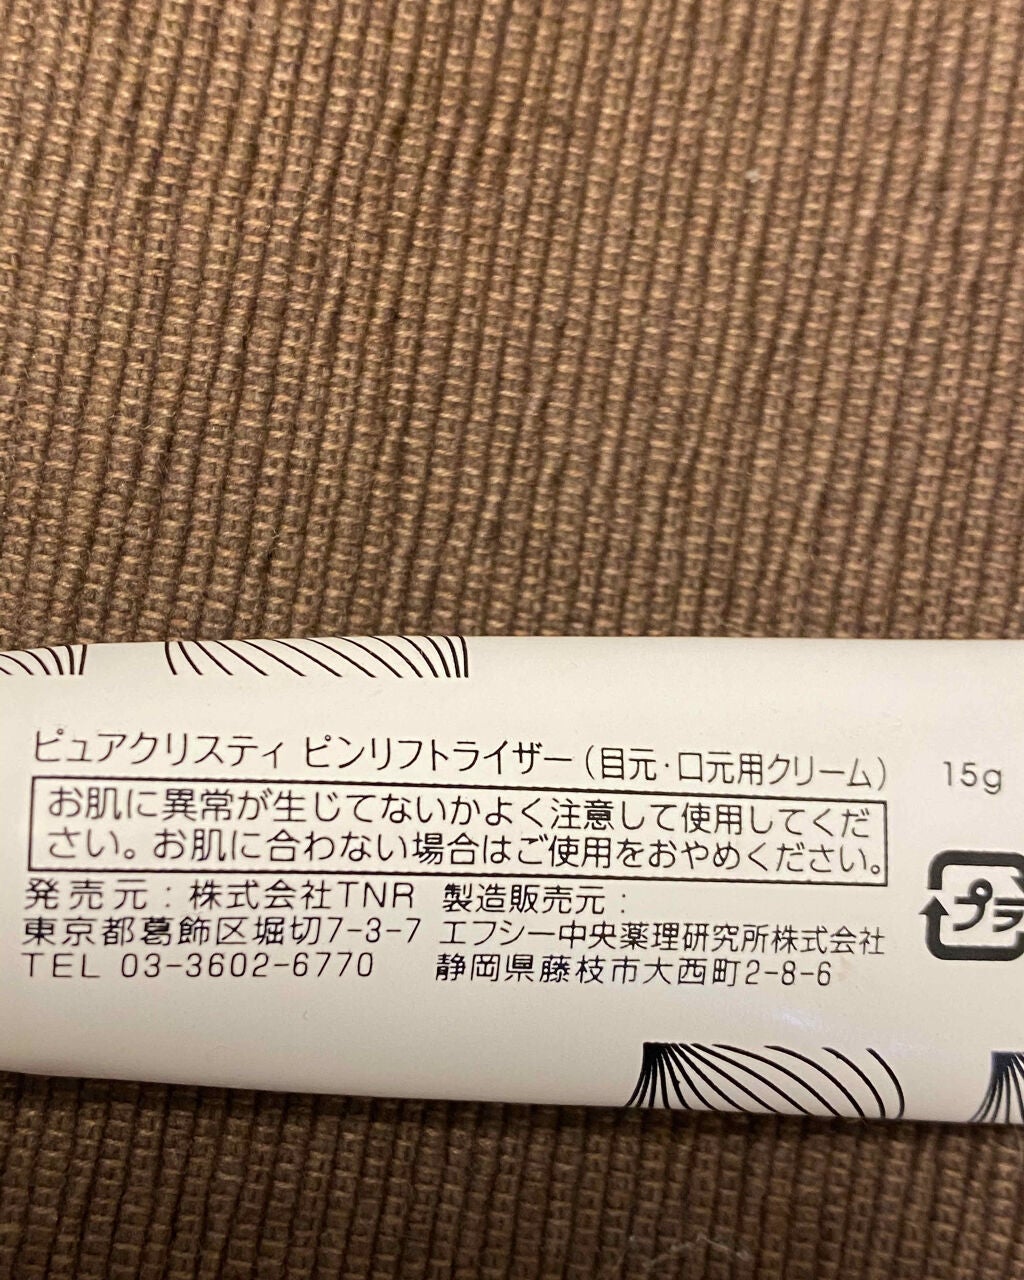 ピュアクリスティ ピンリフトライザー(目元・口元用クリーム) 15g
お肌に異常が生じてないかよく注意して使用してくだ
さい。お肌に合わない場合はご使用をおやめください。
発売元:株式会社TNR
東京都葛飾区堀切7-3-7
TEL 03-3602-6770
製造販売元:
エフシー中央薬理研究所株式会社
静岡県藤枝市大西町2-8-6
プラ